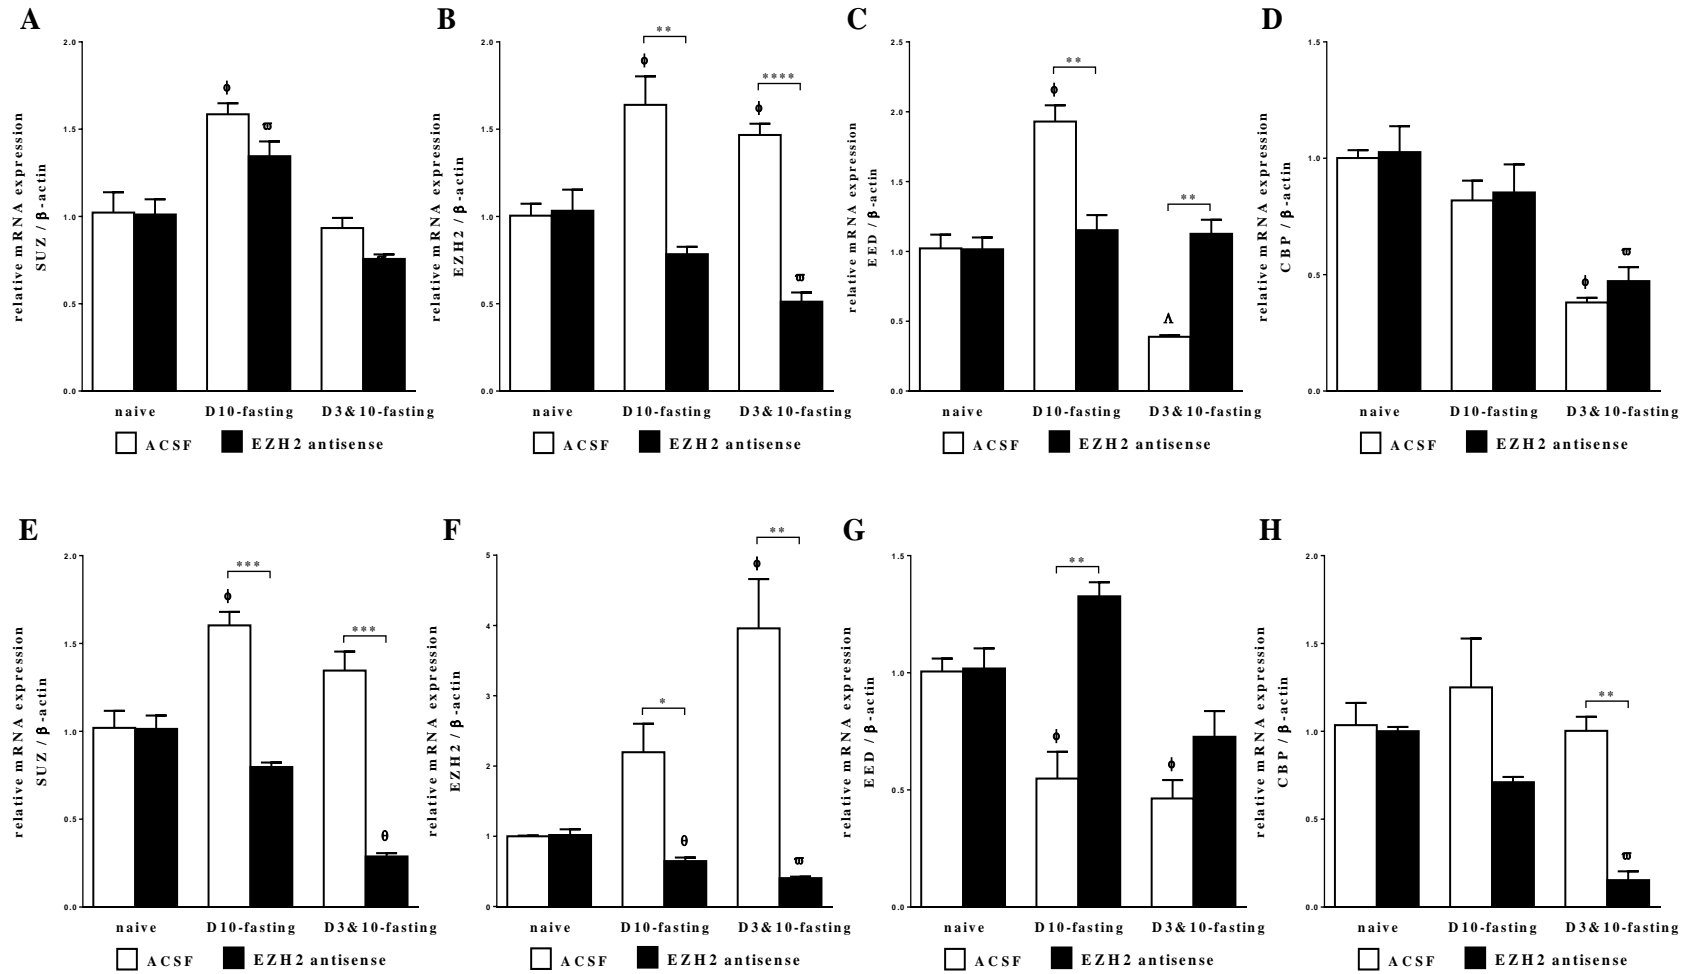 A
relative mRNA expression
SUZ / β-actin
2.0
1.5
1.0
0.5
0.0
ϕ
ϖ
naive D10-fasting D3&10-fasting
ACSF EZH2 antisense
B
relative mRNA expression
EZH2 / β-actin
2.0
1.5
1.0
0.5
0.0
**
ϕ
****
ϕ
ϖ
naive D10-fasting D3&10-fasting
ACSF EZH2 antisense
C
relative mRNA expression
EED / β-actin
2.5
2.0
1.5
1.0
0.5
0.0
**
ϕ
**
Λ
naive D10-fasting D3&10-fasting
ACSF EZH2 antisense
D
relative mRNA expression
CBP / β-actin
1.5
1.0
0.5
0.0
ϕ
ϖ
naive D10-fasting D3&10-fasting
ACSF EZH2 antisense
E
relative mRNA expression
SUZ / β-actin
2.0
1.5
1.0
0.5
0.0
***
ϕ
***
θ
naive D10-fasting D3&10-fasting
ACSF EZH2 antisense
F
relative mRNA expression
EZH2 / β-actin
5
4
3
2
1
0
*
θ
**
ϕ
ϖ
naive D10-fasting D3&10-fasting
ACSF EZH2 antisense
G
relative mRNA expression
EED / β-actin
1.5
1.0
0.5
0.0
**
ϕ
ϕ
naive D10-fasting D3&10-fasting
ACSF EZH2 antisense
H
relative mRNA expression
CBP / β-actin
2.0
1.5
1.0
0.5
0.0
**
ϖ
naive D10-fasting D3&10-fasting
ACSF EZH2 antisense